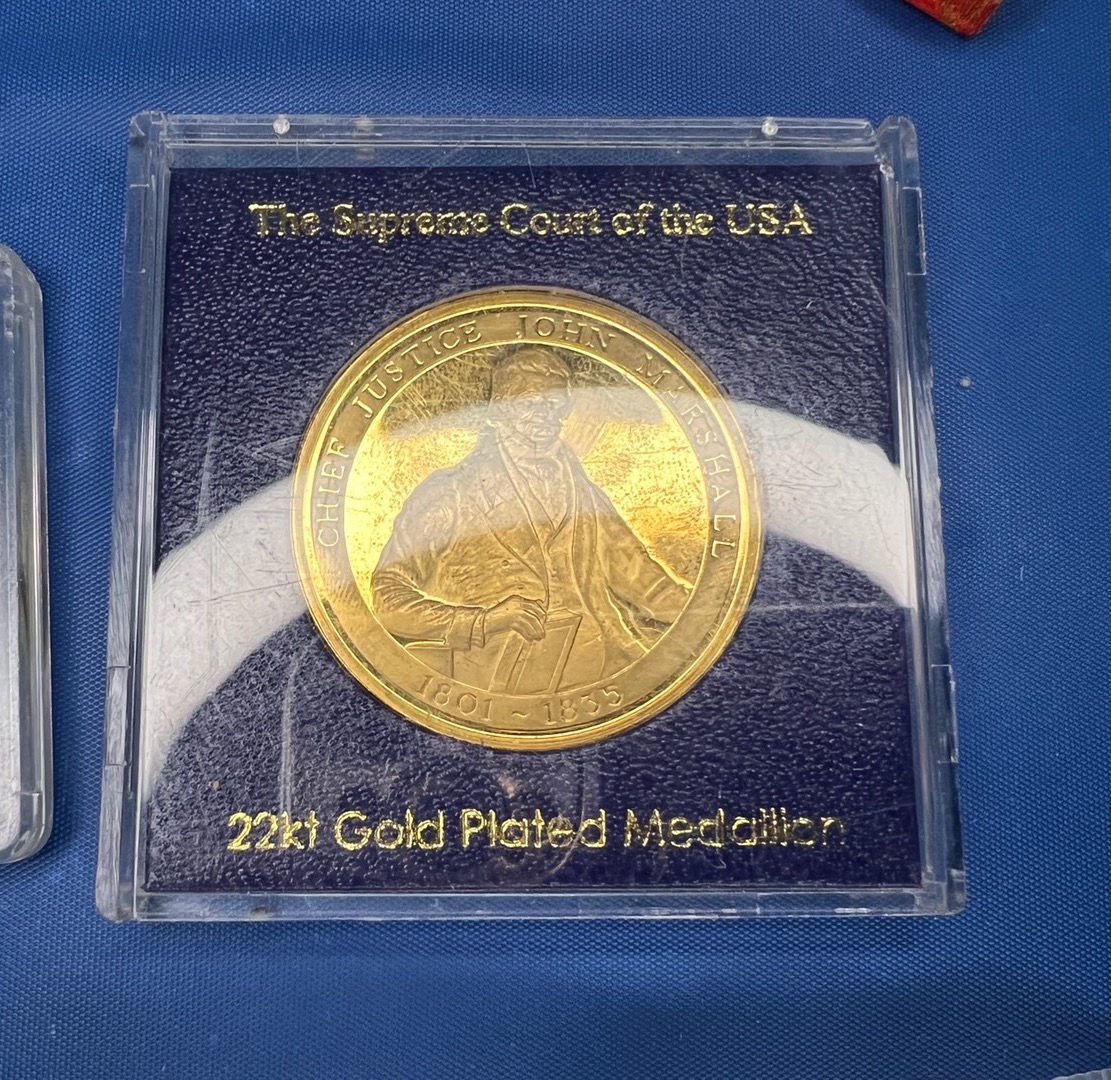 The Supreme Court of the USA
CHIEF JUSTICE JOHN MARSHALL
1801 ~ 1835
22kt Gold Plated Medallion